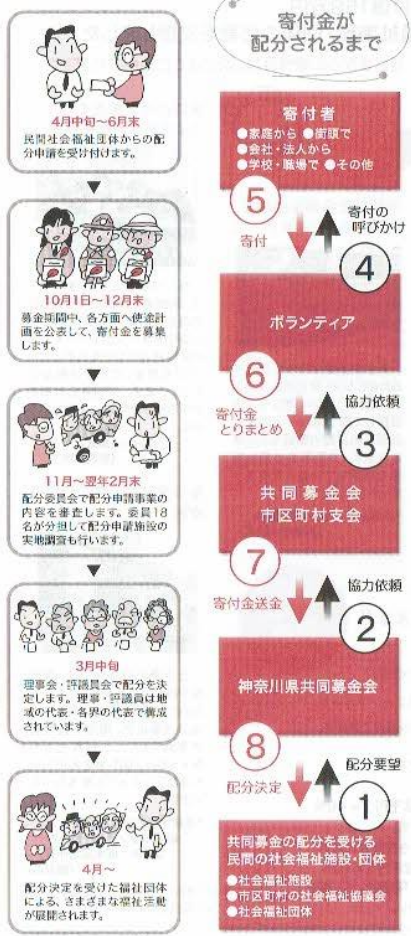 寄付金が
配分されるまで
4月中旬〜6月末
民間社会福祉団体からの配
分申請を受け付けます。
▼
10月1日〜12月末
募金期間中、各方面へ使途計
画を公表して、寄付金を募集
します。
▼
11月〜翌年2月末
配分委員会で配分申請事業の
内容を審査します。委員18
名が分担して配分申請施設の
実地調査も行います。
▼
3月中旬
理事会・評議員会で配分を決
定します。理事・評議員は地
域の代表・各界の代表で構成
されています。
▼
4月〜
配分決定を受けた福祉団体
による、さまざまな福祉活動
が展開されます。
寄付者
●家庭から ●街頭で
●会社・法人から
●学校・職場で ●その他
5
寄付
寄付の
呼びかけ
4
ボランティア
6
寄付金
とりまとめ
協力依頼
3
共同募金会
市区町村支会
7
寄付金送金
協力依頼
2
神奈川県共同募金会
8
配分決定
配分要望
1
共同募金の配分を受ける
民間の社会福祉施設・団体
●社会福祉施設
●市区町村の社会福祉協議会
●社会福祉団体